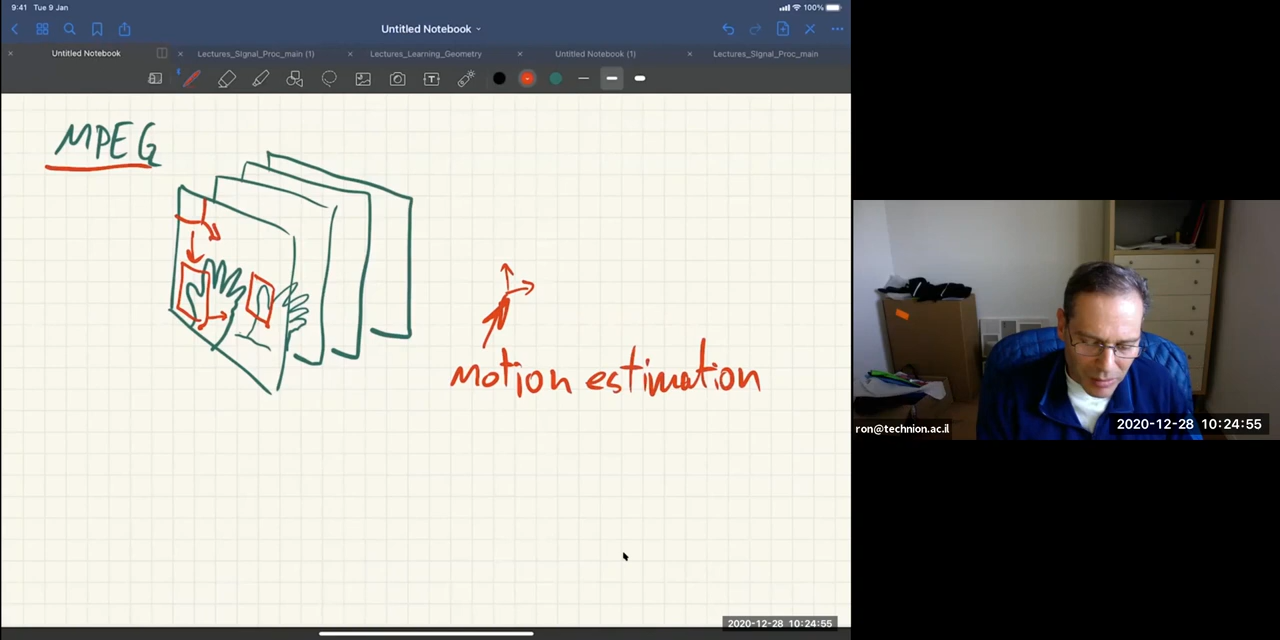 9:41 Tue 9 Jan
100%
Untitled Notebook
Untitled Notebook
Lectures_SIgnal_Proc_main (1)
Lectures_Learning_Geometry
Untitled Notebook (1)
Lectures_SIgnal_Proc_main
T
MPEG
motion estimation
ron@technion.ac.il
2020-12-28 10:24:55
2020-12-28 10:24:55